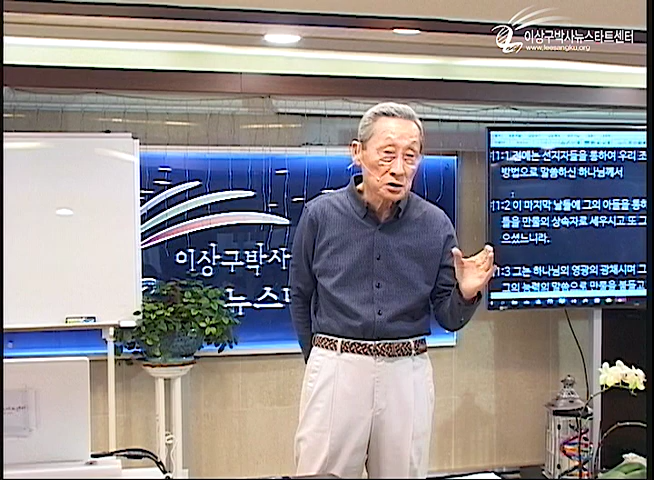 이상구박사뉴스타트센터
www.leesangku.org
이상구박사
뉴스타
1:1 전에는 선지자들을 통하여 우리 조
방법으로 말씀하신 하나님께서
1:2 이 마지막 날들에 그의 아들을 통하
들을 만물의 상속자로 세우시고 또 그
으셨느니라.
1:3 그는 하나님의 영광의 광채시며 그
그의 능력의 말씀으로 만물을 붙들고